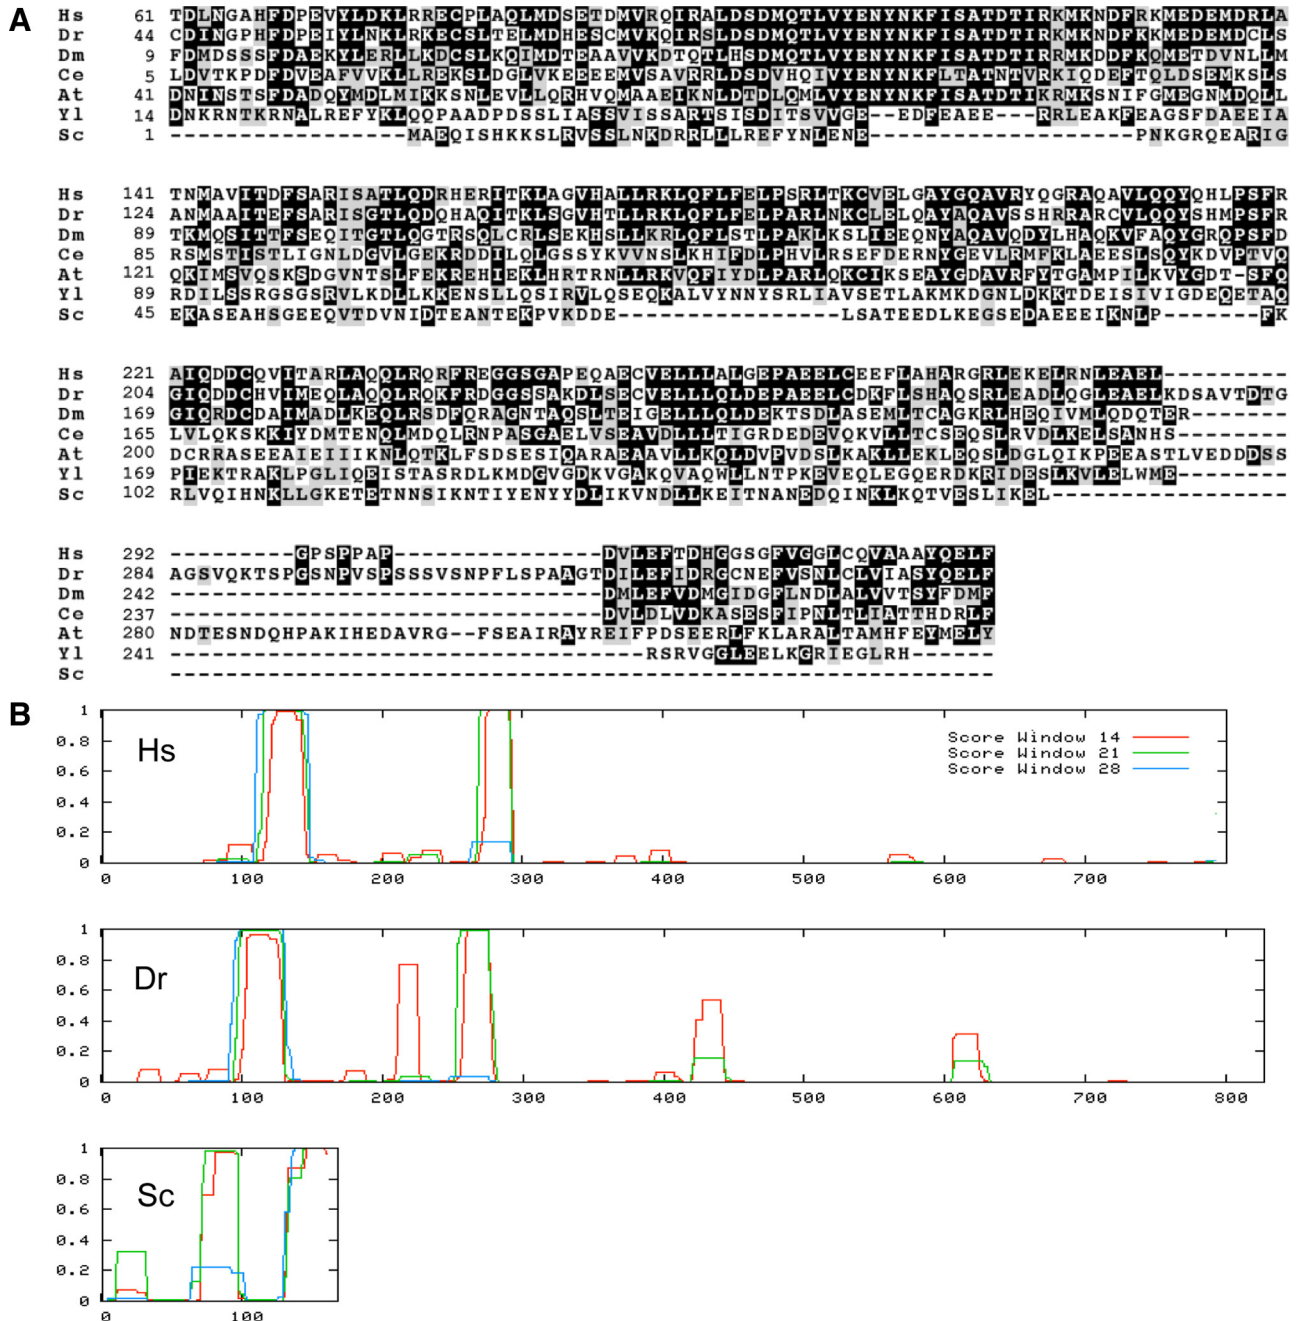 A
Hs 61 TDLNGAHFDPEVYLDKLRRECPLAQLMDSETDMVRQIRALDSDMQTLVYENYNKFISATDTIRKMKNDFRKMEDEMDRLA
Dr 44 CDINGPHFDPEIYLNKLRKECSLTELMDHESCMVKQIRSLDSDMQTLVYENYNKFISATDTIRKMKNDFKKMEDEMDCLS
Dm 9 FDMDSSSFDAEKYLERLLKDCSLKQIMDTEAAVVKDTQTLHSDMQTLVYENYNKFISATDTIRRMKDDFKQMETDVNLLM
Ce 5 LDVTKPDFDVEAFVVKLLREKSLDGLVKEEEEMVSAVRRLDSDVHQIVYENYNKFLTATNTVRKIQDEFTQLDSEMKSLS
At 41 DNINSTSFDADQYMDLMIKKSNLEVLLQRHVQMAAEIKNLDTDLQMLVYENYNKFISATDTIKRMKSNIFGMEGNMDQLL
Yl 14 DNKRNTKRNALREFYKLQQPAADPDSSLIASSVISSARTSISDITSVVGE--EDFEAEE---RRLEAKFEAGSFDAEEIA
Sc 1 -----------------MAEQISHKKSLRVSSLNKDRRLLLREFYNLENE-------------------PNKGRQEARIG
Hs 141 TNMAVITDFSARISATLQDRHERITKLAGVHALLRKLQFLFELPSRLTKCVELGAYGQAVRYQGRAQAVLQQYQHLPSFR
Dr 124 ANMAAITEFSARISGTLQDQHAQITKLSGVHTLLRKLQFLFELPARLNKCLELQAYAQAVSSHRRARCVLQQYSHMPSFR
Dm 89 TKMQSITTFSEQITGTLQGTRSQLCRLSEKHSLLKRLQFLSTLPAKLKSLIEEQNYAQAVQDYLHAQKVFAQYGRQPSFD
Ce 85 RSMSTISTLIGNLDGVLGEKRDDILQLGSSYKVVNSLKHIFDLPHVLRSEFDERNYGEVLRMFKLAEESLSQYKDVPTVQ
At 121 QKIMSVQSKSDGVNTSLFEKREHIEKLHRTRNLLRKVQFIYDLPARLQKCIKSEAYGDAVRFYTGAMPILKVYGDT-SFQ
Yl 89 RDILSSRGSGSRVLKDLLKKENSLLQSIRVLQSEQKALVYNNYSRLIAVSETLAKMKDGNLDKKTDEISIVIGDEQETAQ
Sc 45 EKASEAHSGEEQVTDVNIDTEANTEKPVKDDE----------------LSATEEDLKEGSEDAEEEIKNLP-------FK
Hs 221 AIQDDCQVITARLAQQLRQRFREGGSGAPEQAECVELLLALGEPAEELCEEFLAHARGRLEKELRNLEAEL---------
Dr 204 GIQDDCHVIMEQLAQQLRQKFRDGGSSAKDLSECVELLLQLDEPAEELCDKFLSHAQSRLEADLQGLEAELKDSAVTDTG
Dm 169 GIQRDCDAIMADLKEQLRSDFQRAGNTAQSLTEIGELLLQLDEKTSDLASEMLTCAGKRLHEQIVMLQDQTER-------
Ce 165 LVLQKSKKIYDMTENQLMDQLRNPASGAELVSEAVDLLLTIGRDEDEVQKVLLTCSEQSLRVDLKELSANHS--------
At 200 DCRRASEEAIEIIIKNLQTKLFSDSESIQARAEAAVLLKQLDVPVDSLKAKLLEKLEQSLDGLQIKPEEASTLVEDDDSS
Yl 169 PIEKTRAKLPGLIQEISTASRDLKMDGVGDKVGAKQVAQWLLNTPKEVEQLEGQERDKRIDESLKVLELWME--------
Sc 102 RLVQIHNKLLGKETETNNSIKNTIYENYYDLIKVNDLLKEITNANEDQINKLKQTVESLIKEL-----------------
Hs 292 ---------GPSPPAP---------------DVLEFTDHGGSGFVGGLCQVAAAYQELF
Dr 284 AGSVQKTSPGSNPVSPSSSVSNPFLSPAAGTDILEFIDRGCNEFVSNLCLVIASYQELF
Dm 242 -------------------------------DMLEFVDMGIDGFLNDLALVVTSYFDMF
Ce 237 -------------------------------DVLDLVDKASESFIPNLTLIATTHDRLF
At 280 NDTESNDQHPAKIHEDAVRG--FSEAIRAYREIFPDSEERLFKLARALTAMHFEYMELY
Yl 241 ----------------------------------RSRVGGLEELKGRIEGLRH------
Sc -----------------------------------------------------------
B
1
0.8
0.6
0.4
0.2
0
Hs
Score Window 14
Score Window 21
Score Window 28
0 100 200 300 400 500 600 700
1
0.8
0.6
0.4
0.2
0
Dr
0 100 200 300 400 500 600 700 800
1
0.8
0.6
0.4
0.2
0
Sc
0 100